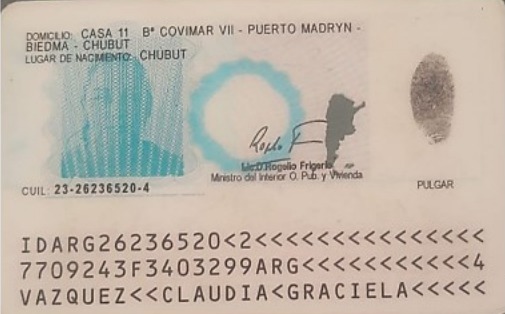 DOMICILIO: CASA 11 Bº COVIMAR VII - PUERTO MADRYN -
BIEDMA - CHUBUT
LUGAR DE NACIMIENTO: CHUBUT
Rogelio Frigerio
Ministro del Interior O. Pub. y Vivienda
CUIL: 23-26236520-4
PULGAR
IDARG26236520<2<<<<<<<<<<<<<<<
7709243F3403299ARG<<<<<<<<<<<4
VAZQUEZ<<CLAUDIA<GRACIELA<<<<<